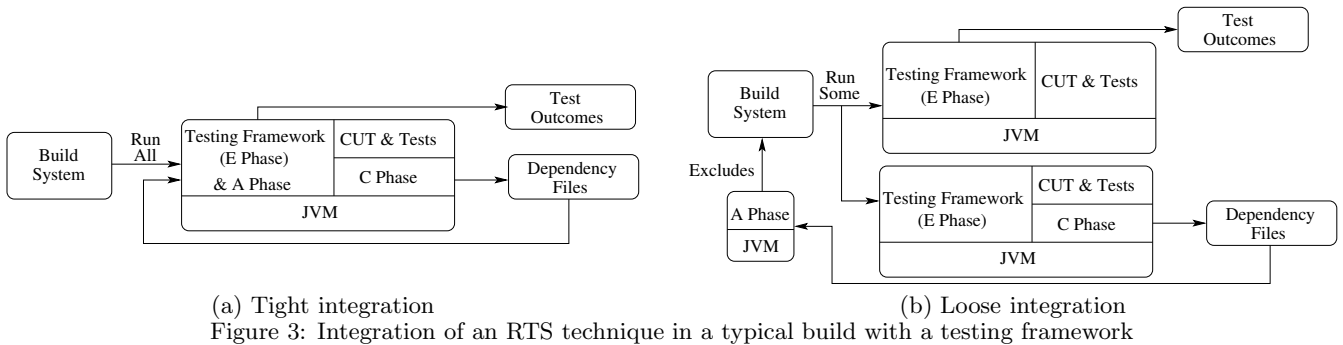 Build
System
Run
All
Testing Framework
(E Phase)
& A Phase
CUT & Tests
C Phase
JVM
Test
Outcomes
Dependency
Files
(a) Tight integration
Build
System
Run
Some
Excludes
A Phase
JVM
Testing Framework
(E Phase)
CUT & Tests
JVM
Test
Outcomes
Testing Framework
(E Phase)
CUT & Tests
C Phase
JVM
Dependency
Files
(b) Loose integration
Figure 3: Integration of an RTS technique in a typical build with a testing framework